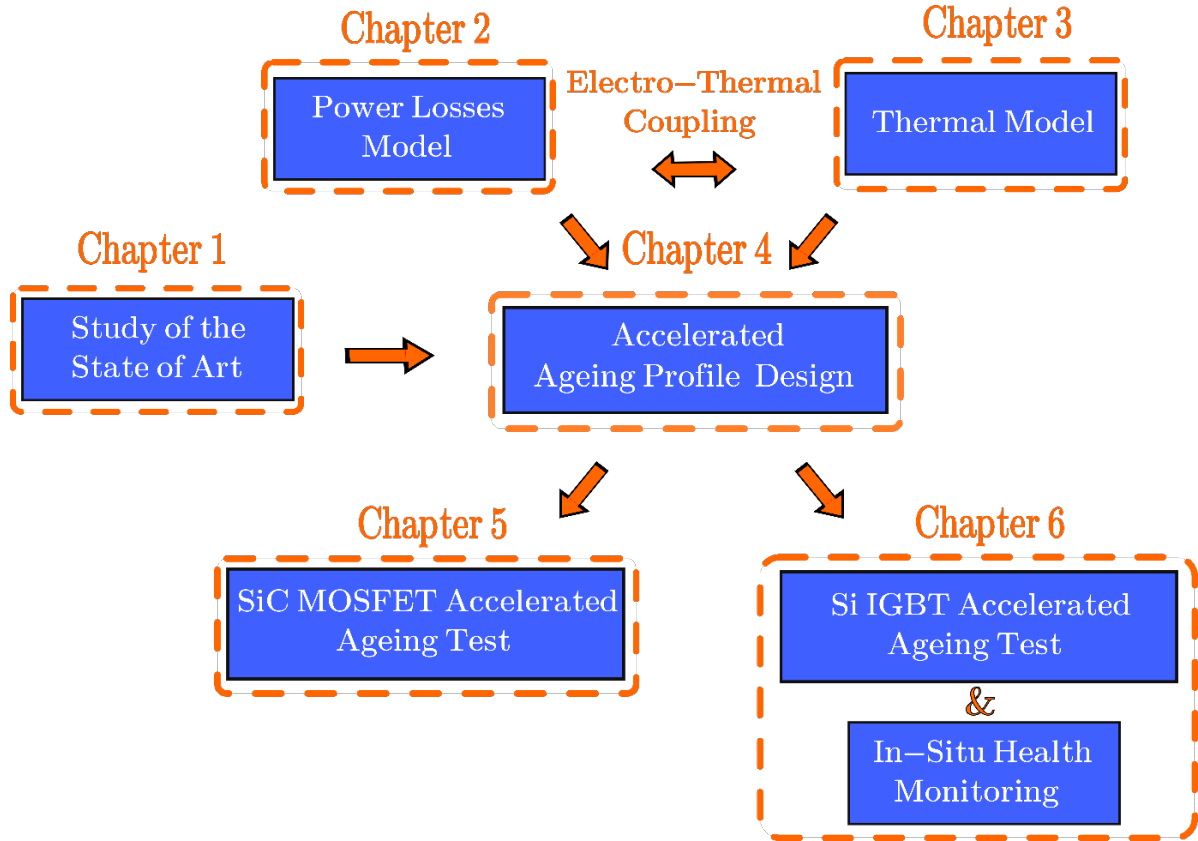 Chapter 2
Power Losses
Model
Electro-Thermal
Coupling
Chapter 3
Thermal Model
Chapter 1
Study of the
State of Art
Chapter 4
Accelerated
Ageing Profile Design
Chapter 5
SiC MOSFET Accelerated
Ageing Test
Chapter 6
Si IGBT Accelerated
Ageing Test
&
In-Situ Health
Monitoring